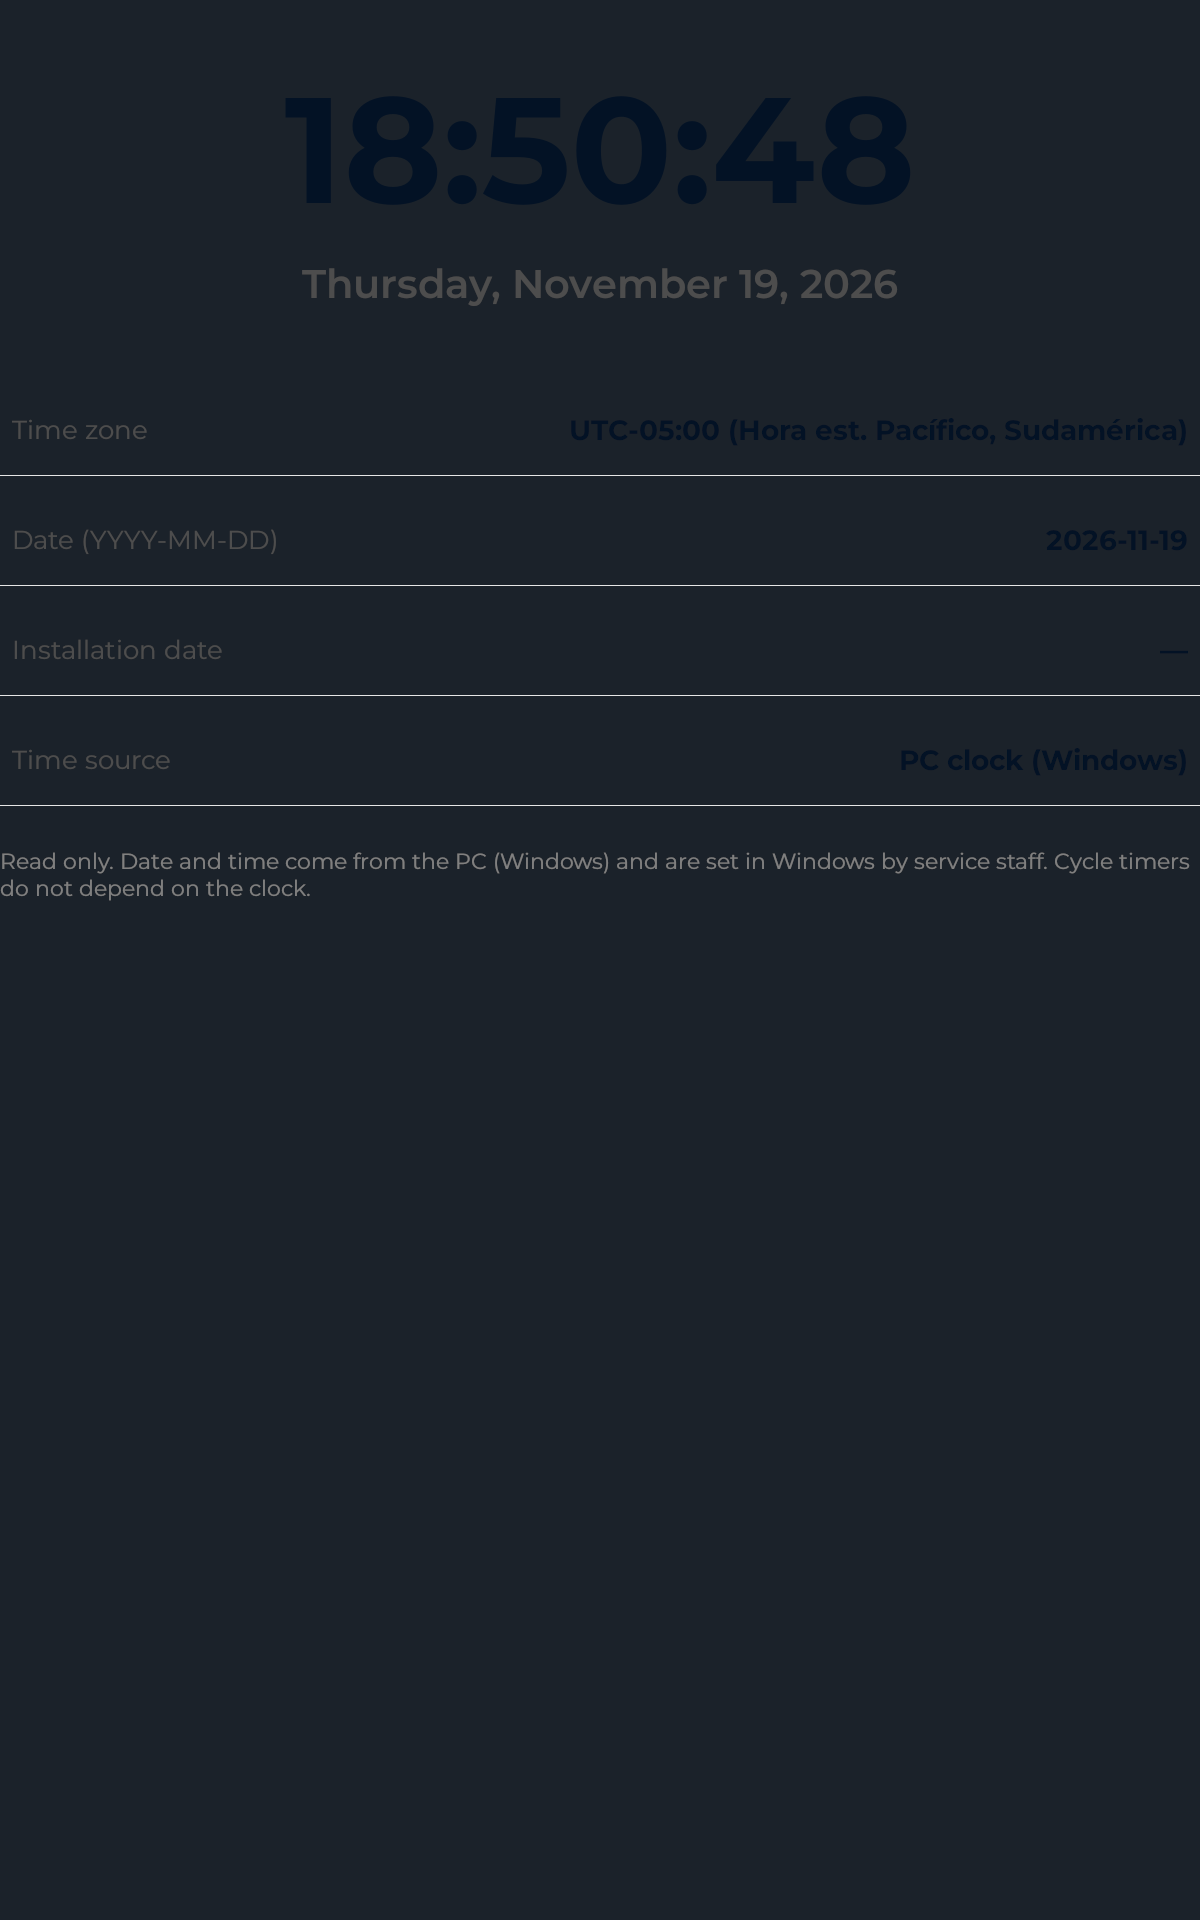 18:50:48
Thursday, November 19, 2026
Time zone UTC-05:00 (Hora est. Pacífico, Sudamérica)
Date (YYYY-MM-DD) 2026-11-19
Installation date —
Time source PC clock (Windows)
Read only. Date and time come from the PC (Windows) and are set in Windows by service staff. Cycle timers
do not depend on the clock.